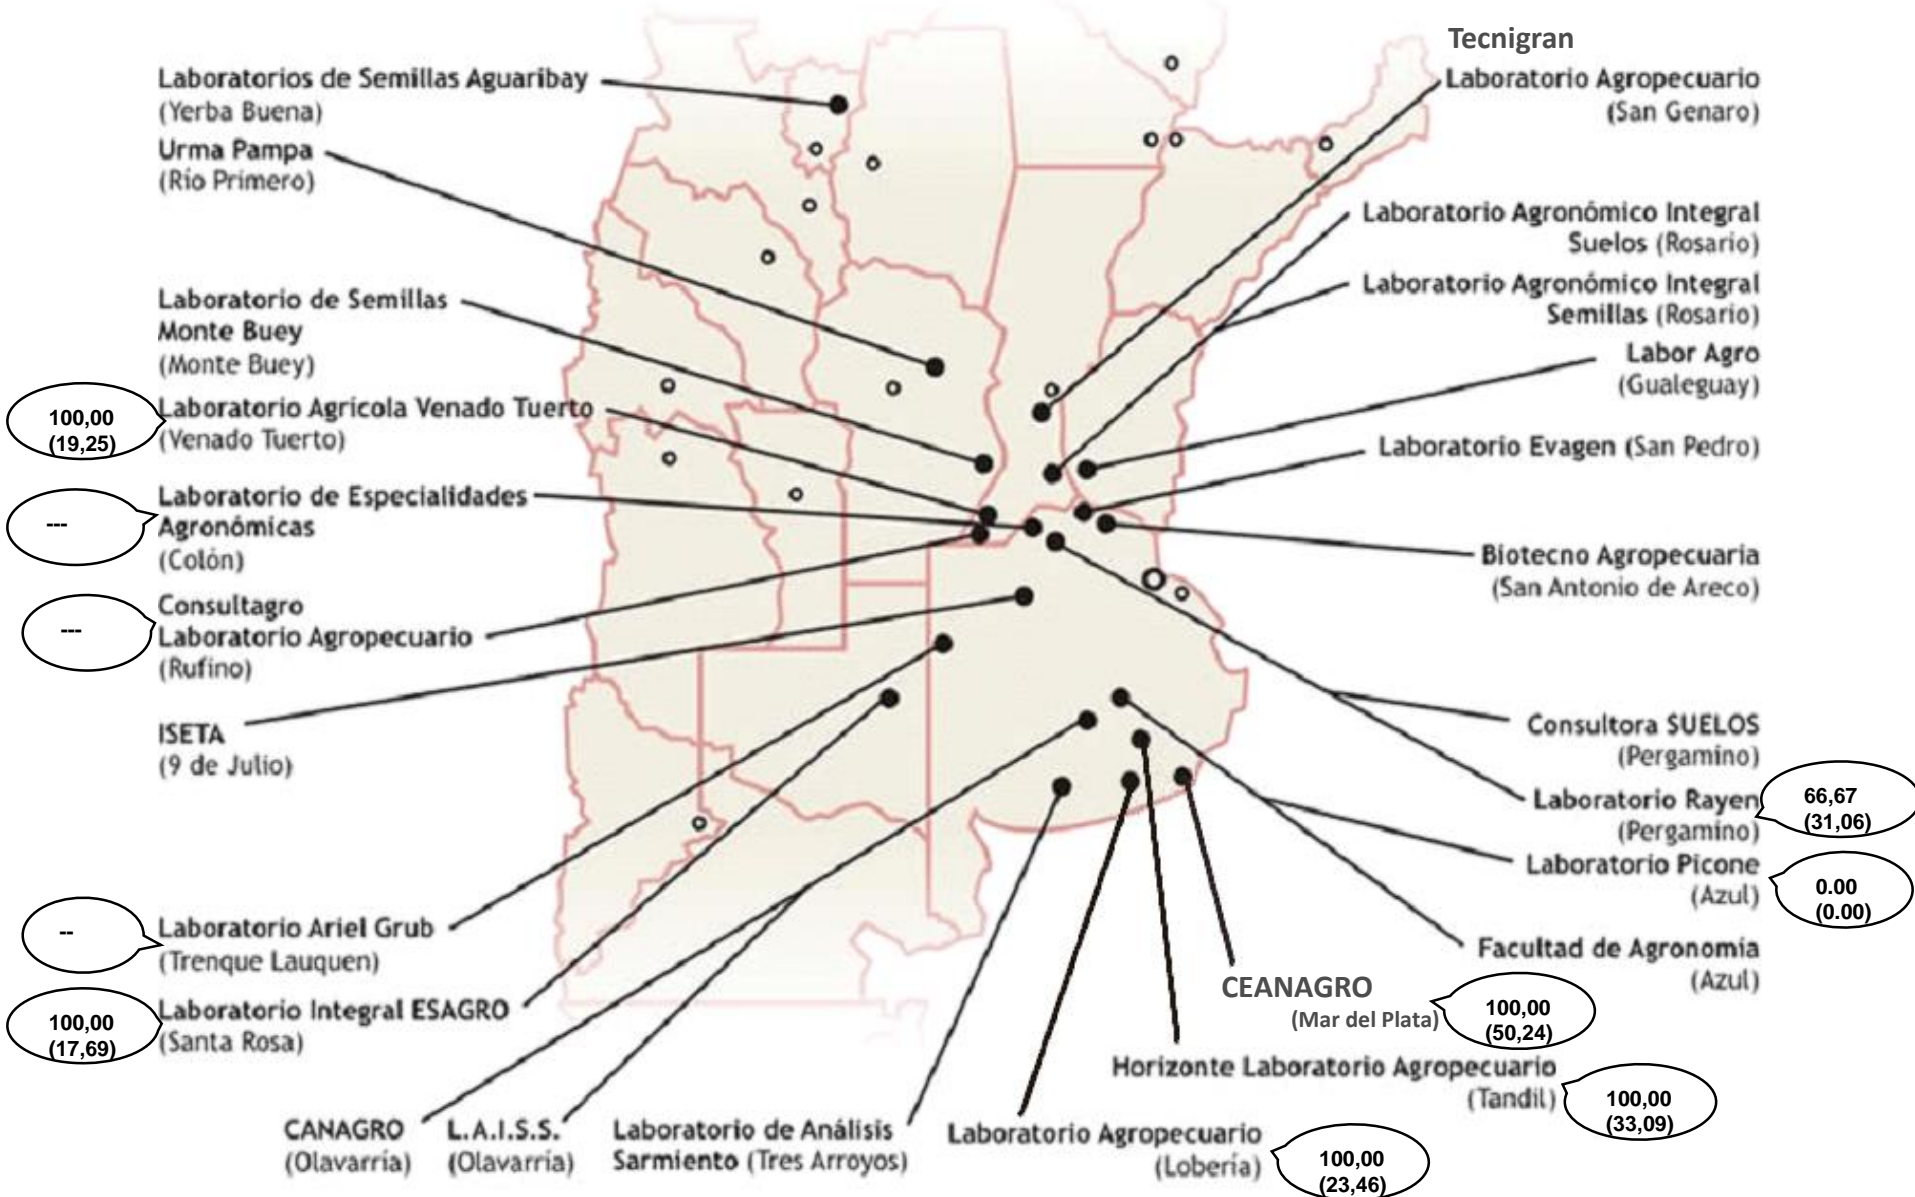 Laboratorios de Semillas Aguaribay
(Yerba Buena)
Urma Pampa
(Río Primero)
Laboratorio de Semillas
Monte Buey
(Monte Buey)
100,00
(19,25)
Laboratorio Agrícola Venado Tuerto
(Venado Tuerto)
---
Laboratorio de Especialidades
Agronômicas
(Colón)
---
Consultagro
Laboratorio Agropecuario
(Rufino)
ISETA
(9 de Julio)
--
Laboratorio Ariel Grub
(Trenque Lauquen)
100,00
(17,69)
Laboratorio Integral ESAGRO
(Santa Rosa)
CANAGRO
(Olavarría)
L.A.I.S.S.
(Olavarría)
Laboratorio de Análisis
Sarmiento (Tres Arroyos)
Laboratorio Agropecuario
(Lobería)
100,00
(23,46)
Horizonte Laboratorio Agropecuario
(Tandil)
100,00
(33,09)
CEANAGRO
(Mar del Plata)
100,00
(50,24)
Tecnigran
Laboratorio Agropecuario
(San Genaro)
Laboratorio Agronómico Integral
Suelos (Rosario)
Laboratorio Agronómico Integral
Semillas (Rosario)
Labor Agro
(Gualeguay)
Laboratorio Evagen (San Pedro)
Biotecno Agropecuaria
(San Antonio de Areco)
Consultora SUELOS
(Pergamino)
Laboratorio Rayen
(Pergamino)
66,67
(31,06)
Laboratorio Picone
(Azul)
0.00
(0.00)
Facultad de Agronomía
(Azul)